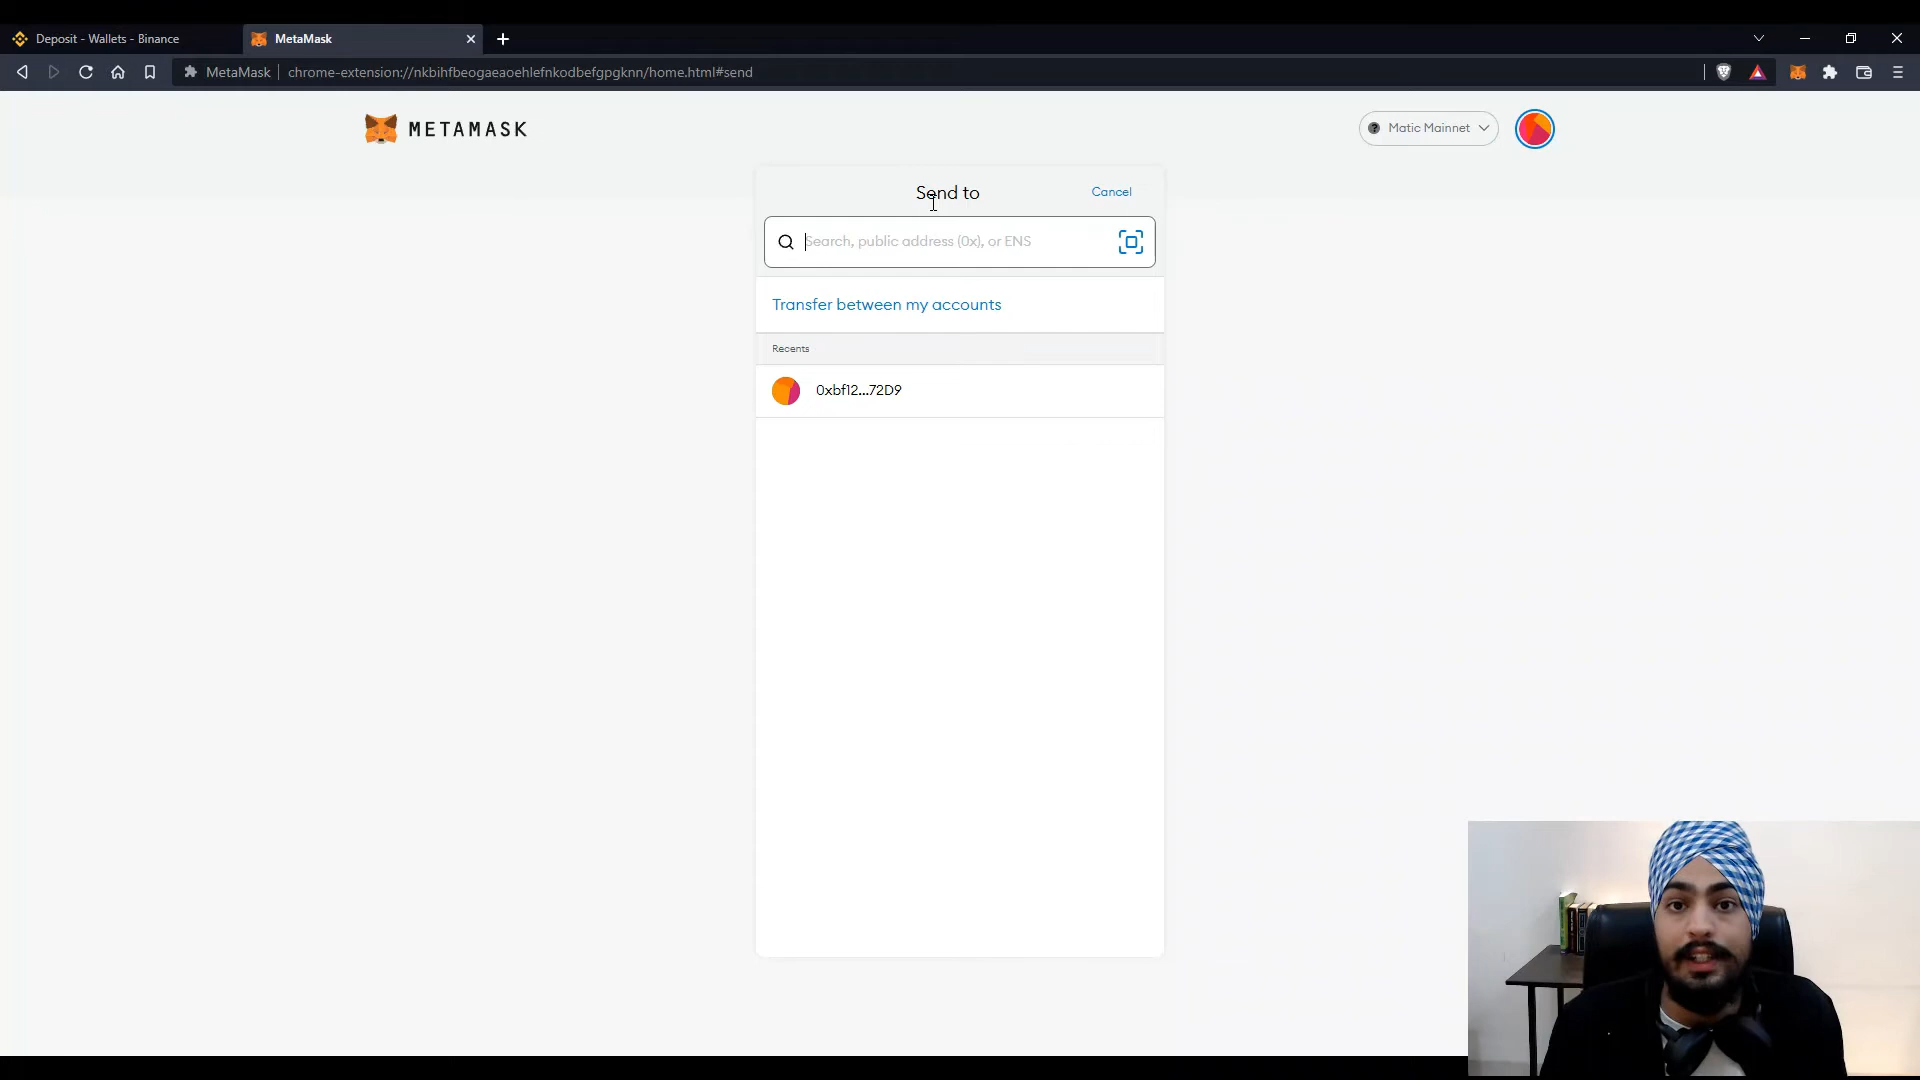 Deposit - Wallets - Binance
MetaMask
MetaMask
chrome-extension://nkbihfbeogaeaoehlefnkodbefgpgknn/home.html#send
METAMASK
Matic Mainnet
Send to
Cancel
Search, public address (0x), or ENS
Transfer between my accounts
Recents
0xbf12...72D9